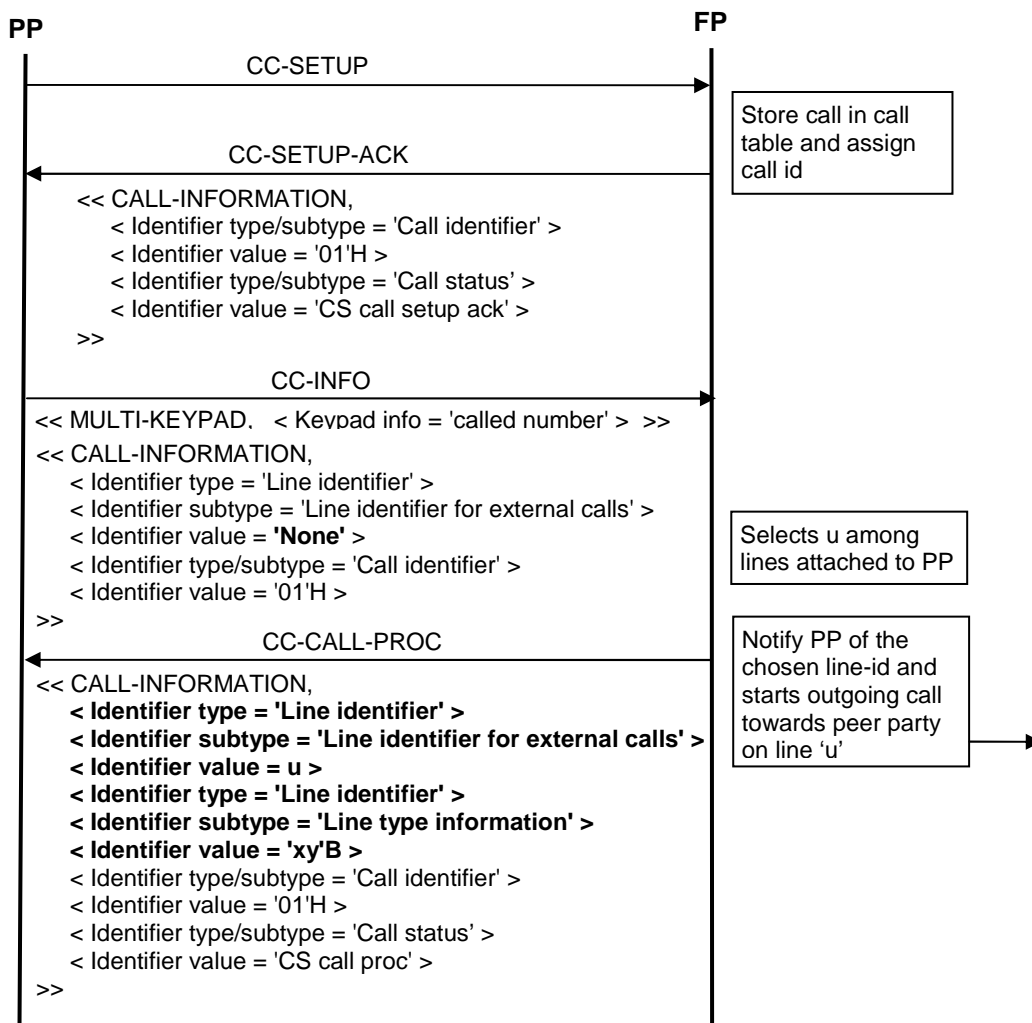 PP
FP
CC-SETUP
Store call in call
table and assign
call id
CC-SETUP-ACK
<< CALL-INFORMATION,
< Identifier type/subtype = 'Call identifier' >
< Identifier value = '01'H >
< Identifier type/subtype = 'Call status’ >
< Identifier value = 'CS call setup ack' >
>>
CC-INFO
<< MULTI-KEYPAD, < Keypad info = 'called number' > >>
<< CALL-INFORMATION,
< Identifier type = 'Line identifier' >
< Identifier subtype = 'Line identifier for external calls' >
< Identifier value = 'None' >
< Identifier type/subtype = 'Call identifier' >
< Identifier value = '01'H >
>>
Selects u among
lines attached to PP
CC-CALL-PROC
Notify PP of the
chosen line-id and
starts outgoing call
towards peer party
on line ‘u’
<< CALL-INFORMATION,
< Identifier type = 'Line identifier' >
< Identifier subtype = 'Line identifier for external calls' >
< Identifier value = u >
< Identifier type = 'Line identifier' >
< Identifier subtype = 'Line type information' >
< Identifier value = 'xy'B >
< Identifier type/subtype = 'Call identifier' >
< Identifier value = '01'H >
< Identifier type/subtype = 'Call status’ >
< Identifier value = 'CS call proc' >
>>